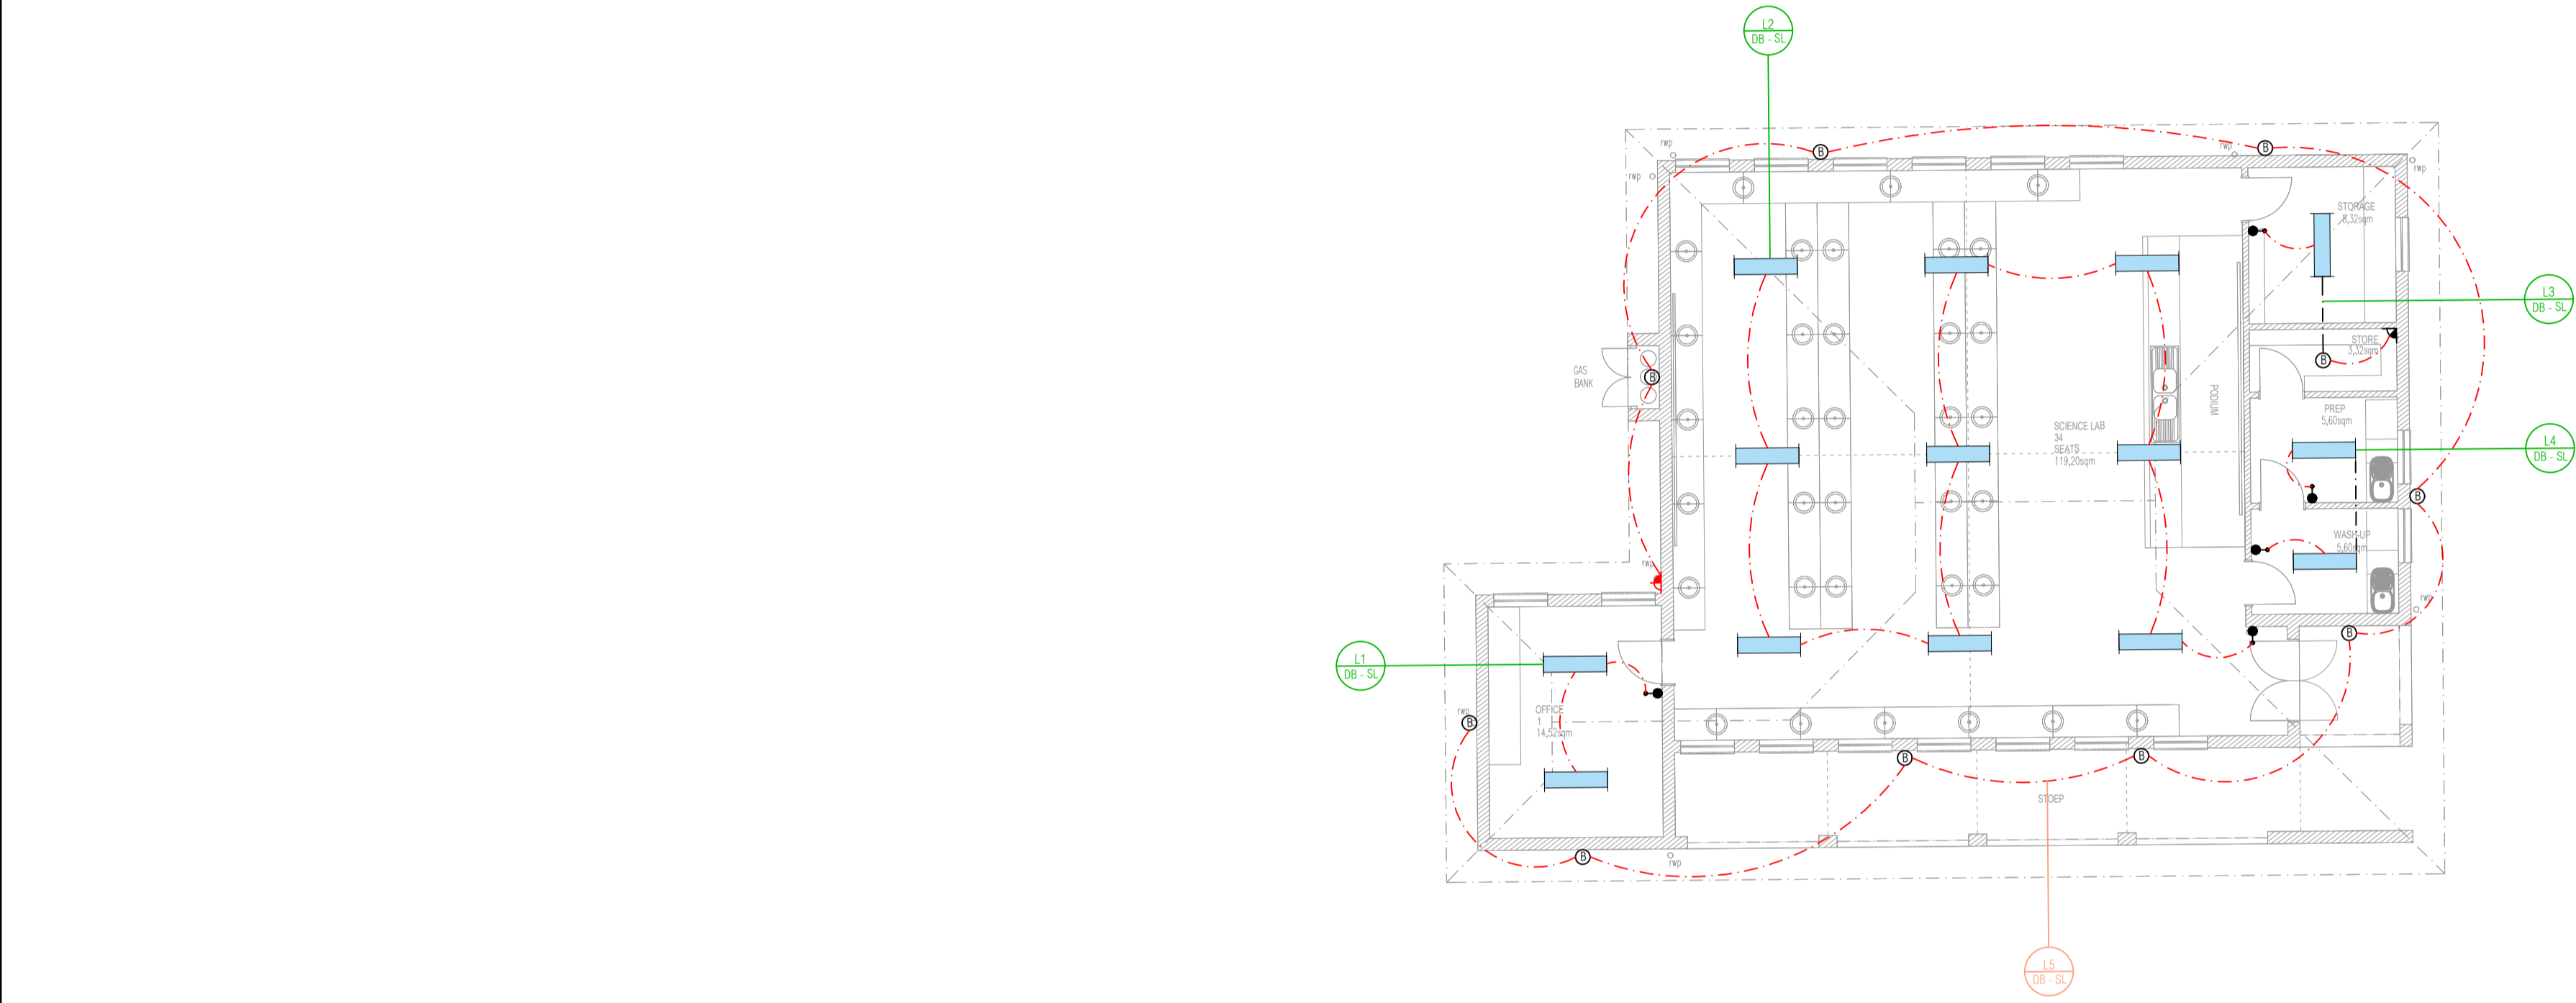 L2
DB - SL
B
B
rwp
rwp
rwp
rwp
STORAGE
8,32sqm
L3
DB - SL
STORE
3,32sqm
B
GAS
BANK
B
PODIUM
PREP
5,60sqm
SCIENCE LAB
34
SEATS
119,20sqm
L4
DB - SL
B
WASH-UP
5,60sqm
rwp
rwp
B
L1
DB - SL
OFFICE
1
14,52sqm
rwp
B
B
B
STOEP
B
rwp
L5
DB - SL